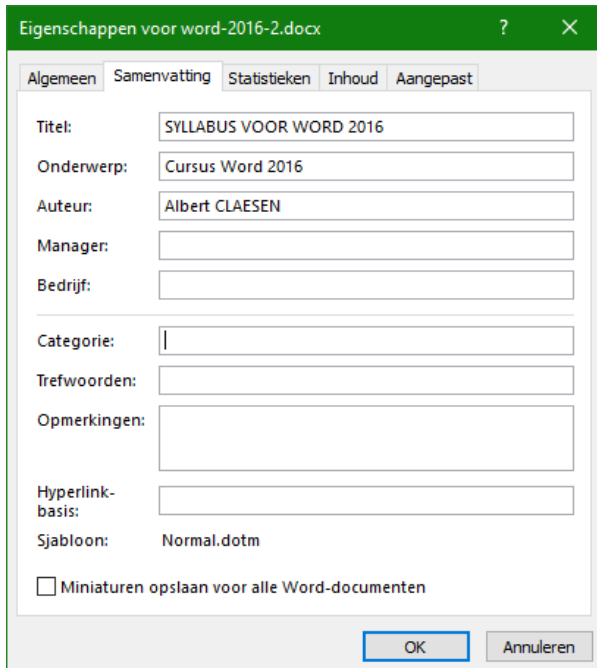 Eigenschappen voor word-2016-2.docx ? ×
Algemeen Samenvatting Statistieken Inhoud Aangepast
Titel: SYLLABUS VOOR WORD 2016
Onderwerp: Cursus Word 2016
Auteur: Albert CLAESEN
Manager:
Bedrijf:
Categorie:
Trefwoorden:
Opmerkingen:
Hyperlink-
basis:
Sjabloon: Normal.dotm
Miniaturen opslaan voor alle Word-documenten
OK Annuleren